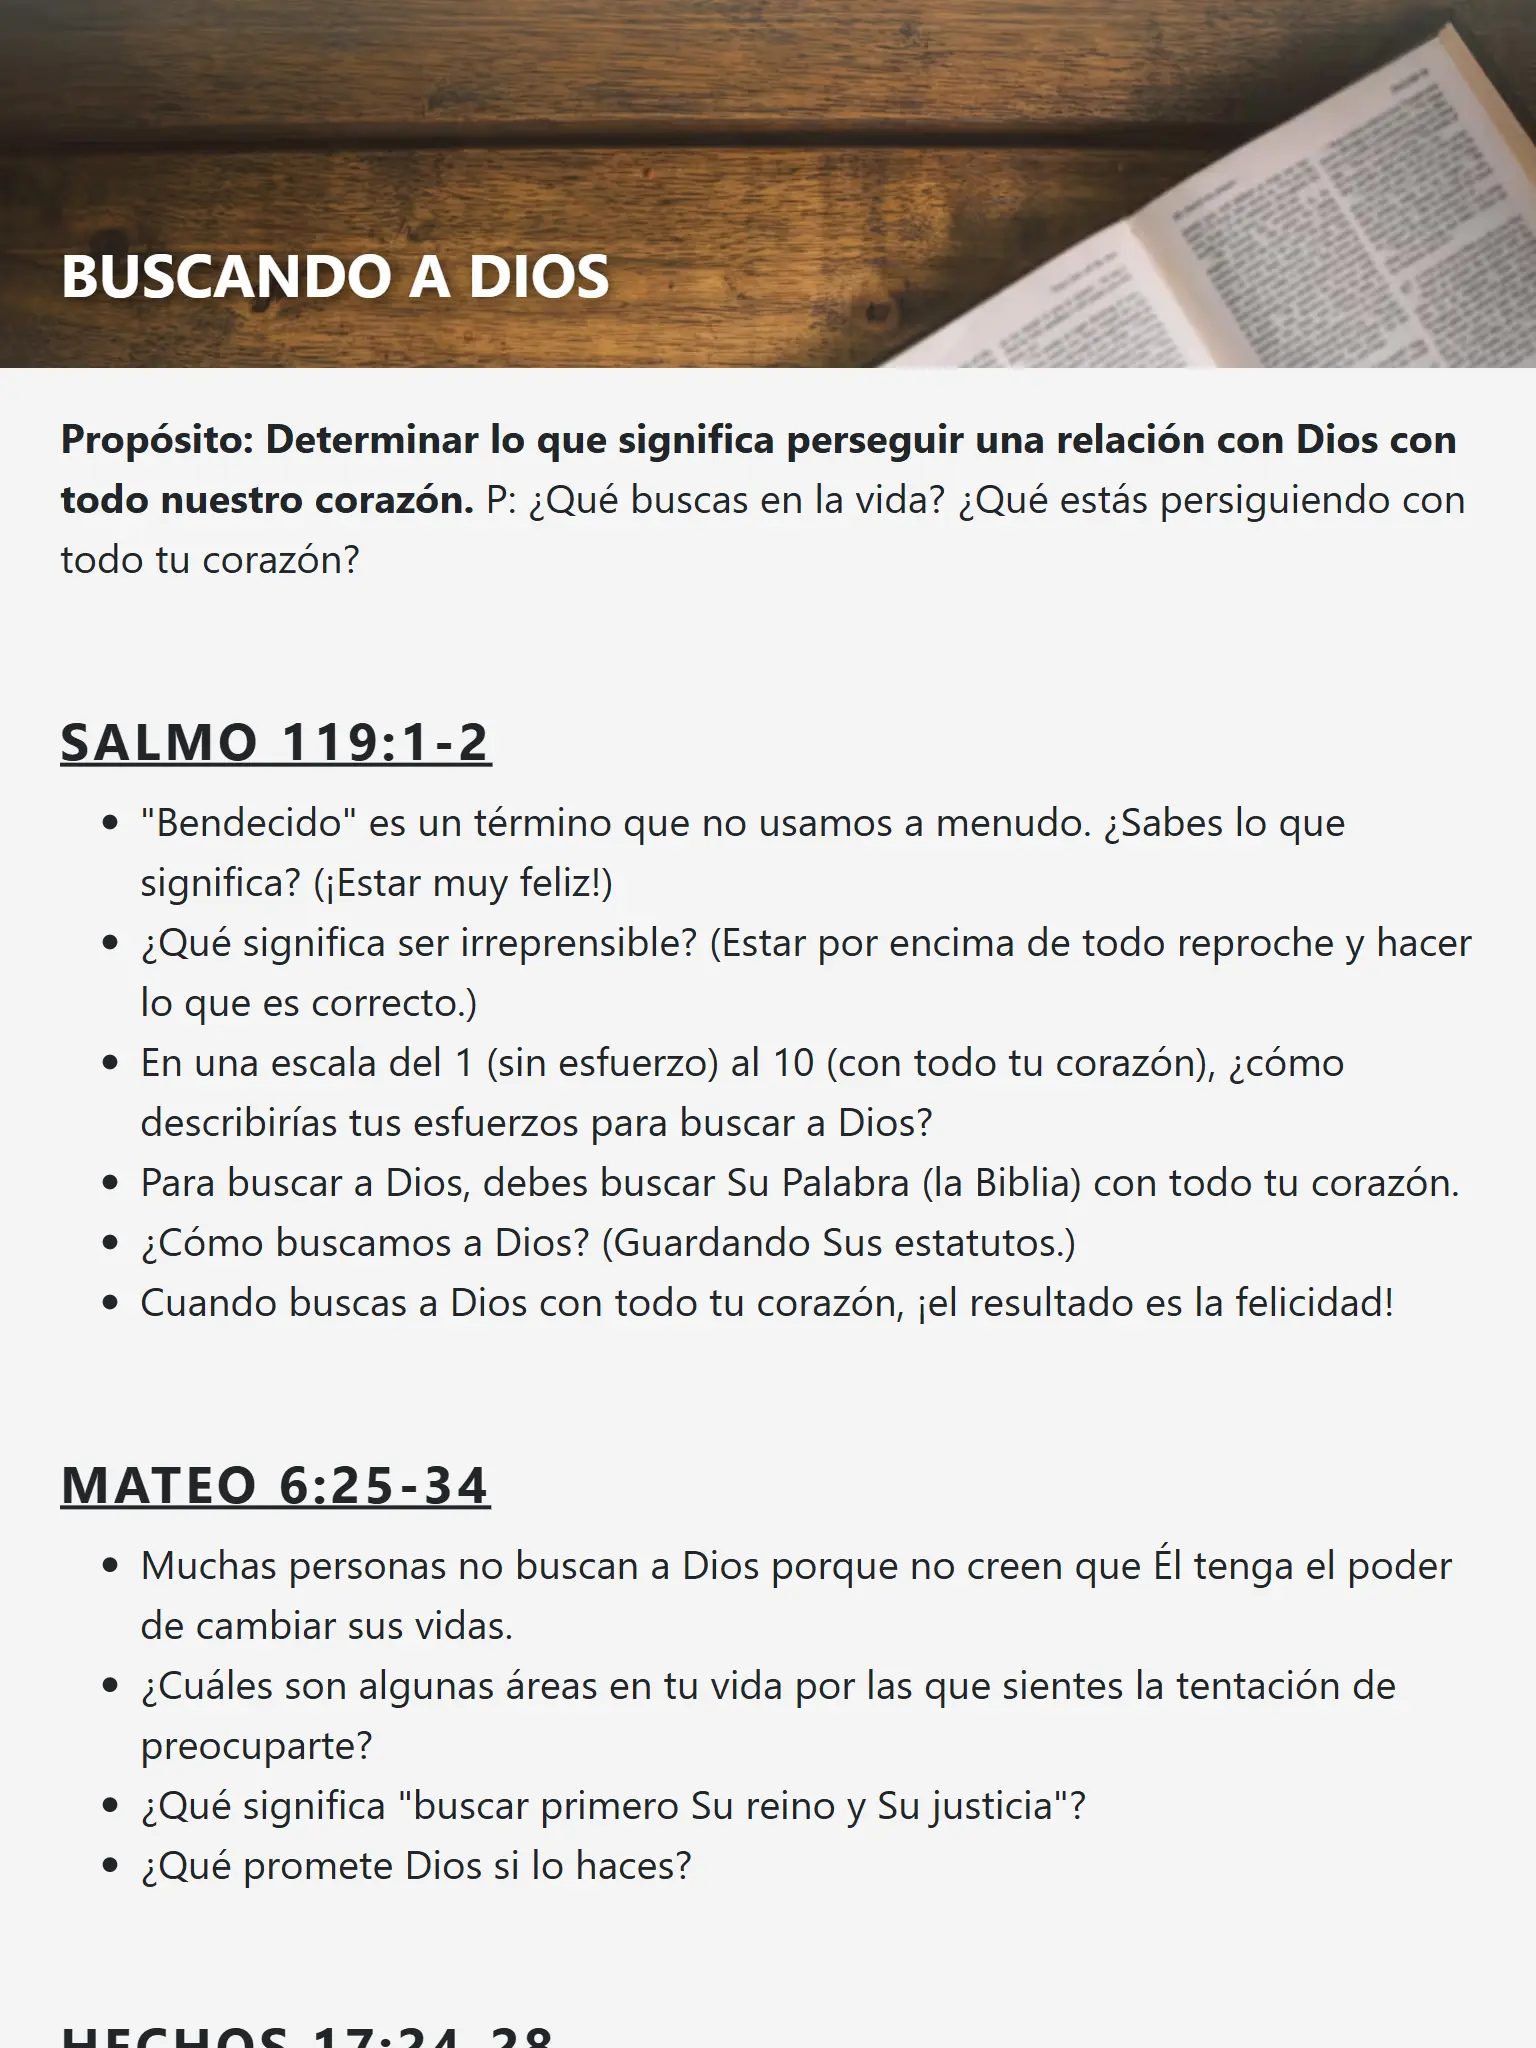 BUSCANDO A DIOS
Propósito: Determinar lo que significa perseguir una relación con Dios con
todo nuestro corazón. P: ¿Qué buscas en la vida? ¿Qué estás persiguiendo con
todo tu corazón?
SALMO 119:1-2
• "Bendecido" es un término que no usamos a menudo. ¿Sabes lo que
significa? (¡Estar muy feliz!)
• ¿Qué significa ser irreprensible? (Estar por encima de todo reproche y hacer
lo que es correcto.)
• En una escala del 1 (sin esfuerzo) al 10 (con todo tu corazón), ¿cómo
describirías tus esfuerzos para buscar a Dios?
• Para buscar a Dios, debes buscar Su Palabra (la Biblia) con todo tu corazón.
• ¿Cómo buscamos a Dios? (Guardando Sus estatutos.)
• Cuando buscas a Dios con todo tu corazón, ¡el resultado es la felicidad!
MATEO 6:25-34
• Muchas personas no buscan a Dios porque no creen que Él tenga el poder
de cambiar sus vidas.
• ¿Cuáles son algunas áreas en tu vida por las que sientes la tentación de
preocuparte?
• ¿Qué significa "buscar primero Su reino y Su justicia"?
• ¿Qué promete Dios si lo haces?
HECHOS 17:24-28